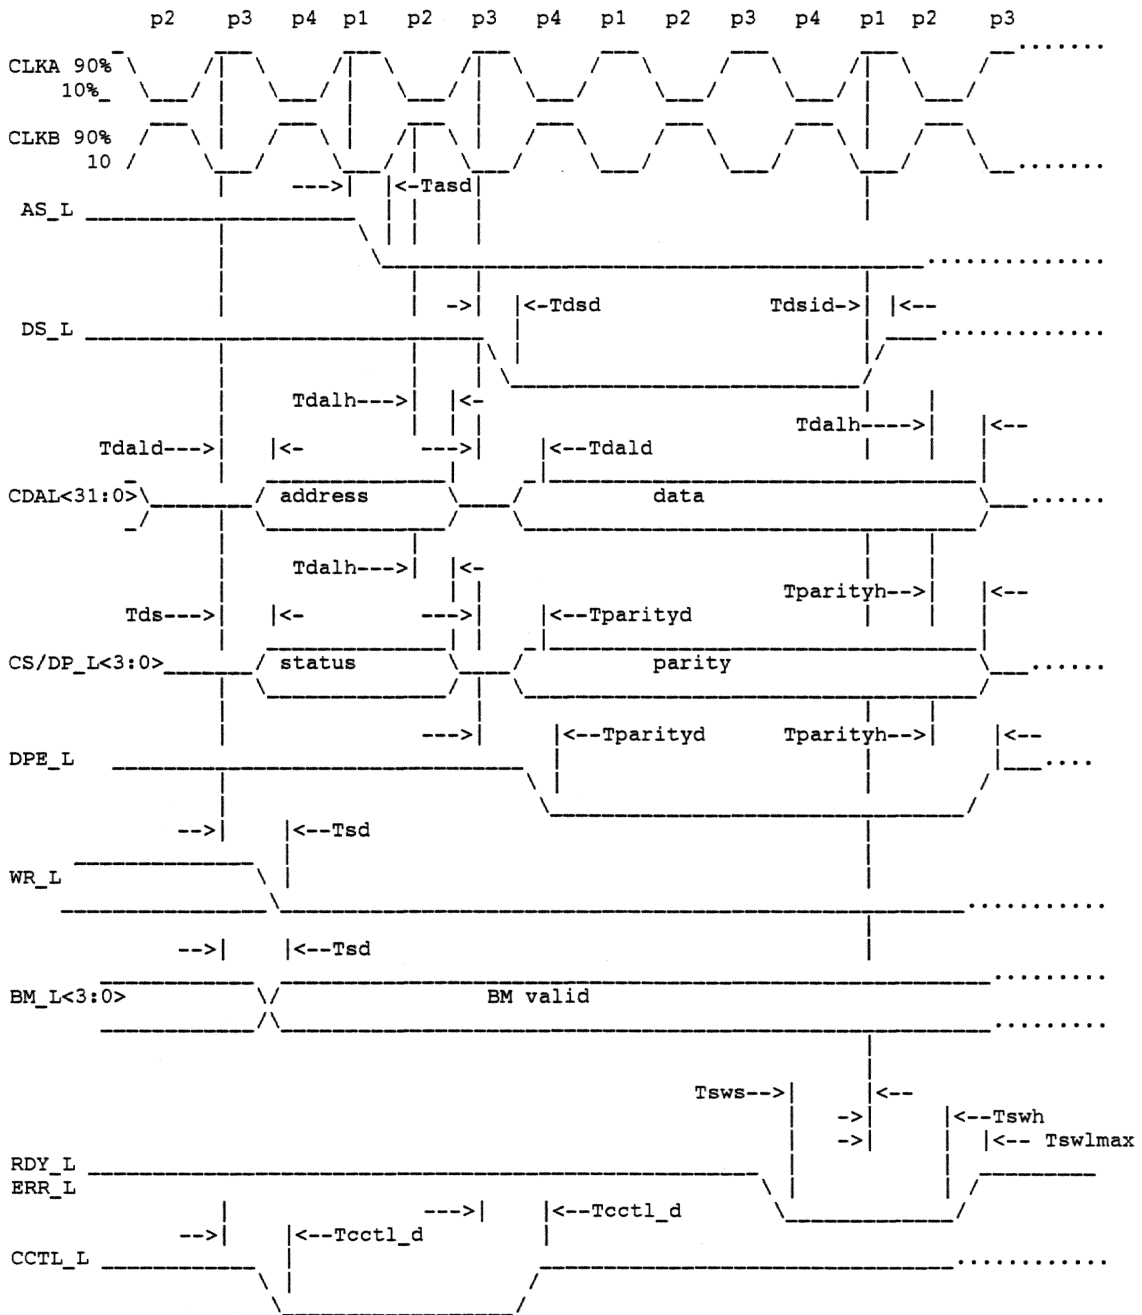 p2 p3 p4 p1 p2 p3 p4 p1 p2 p3 p4 p1 p2 p3
CLKA 90%
10%
CLKB 90%
10
--->| |<-Tasd
AS_L
->| |<-Tdsd Tdsid->| |<--
DS_L
Tdalh--->| |<- Tdalh---->| |<--
Tdald--->| |<- --->| |<--Tdald
CDAL<31:0> address data
Tdalh--->| |<- Tparityh-->| |<--
Tds--->| |<- --->| |<--Tparityd
CS/DP_L<3:0> status parity
--->| |<--Tparityd Tparityh-->| |<--
DPE_L
-->| |<--Tsd
WR_L
-->| |<--Tsd
BM_L<3:0> BM valid
Tsws-->| |<--
->| |<--Tswh
->| |<-- Tswlmax
RDY_L
ERR_L
--->| |<--Tcctl_d
-->| |<--Tcctl_d
CCTL_L